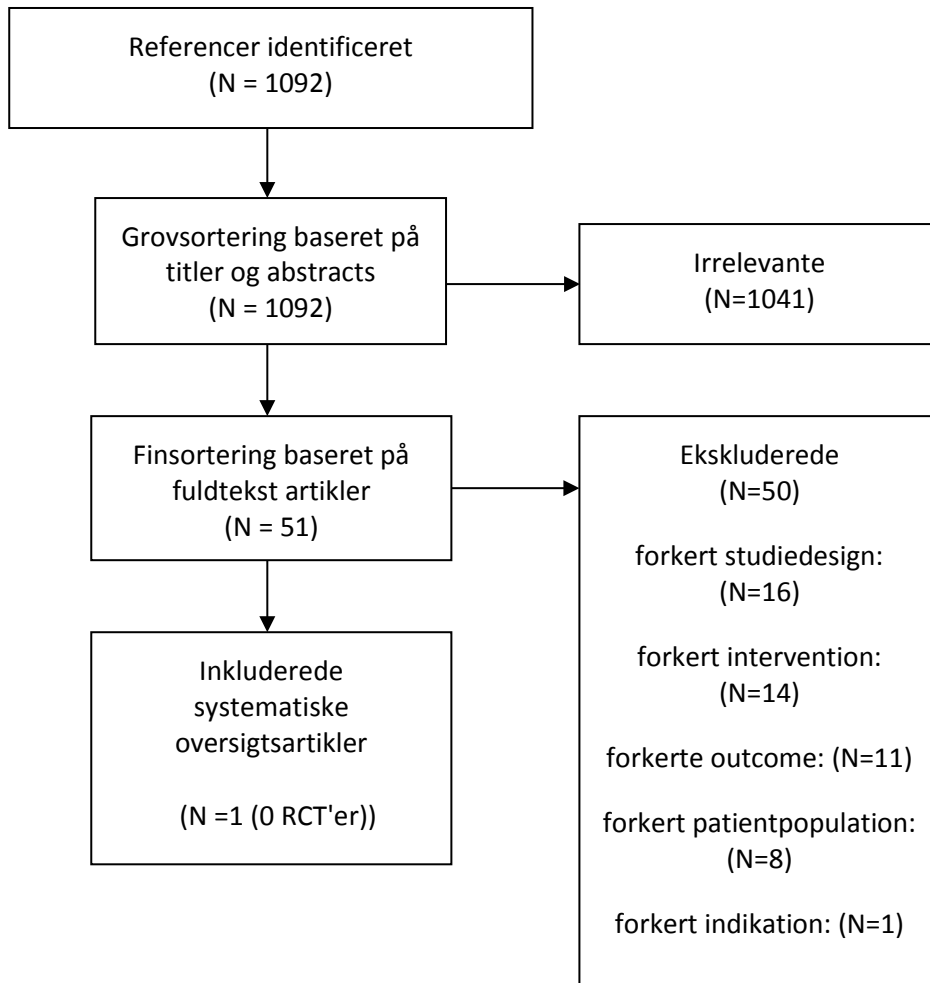 Referencer identificeret
(N = 1092)
Grovsortering baseret på
titler og abstracts
(N = 1092)
Irrelevante
(N=1041)
Finsortering baseret på
fuldtekst artikler
(N = 51)
Ekskluderede
(N=50)
forkert studiedesign:
(N=16)
forkert intervention:
(N=14)
forkerte outcome: (N=11)
forkert patientpopulation:
(N=8)
forkert indikation: (N=1)
Inkluderede
systematiske
oversigtsartikler
(N =1 (0 RCT'er))